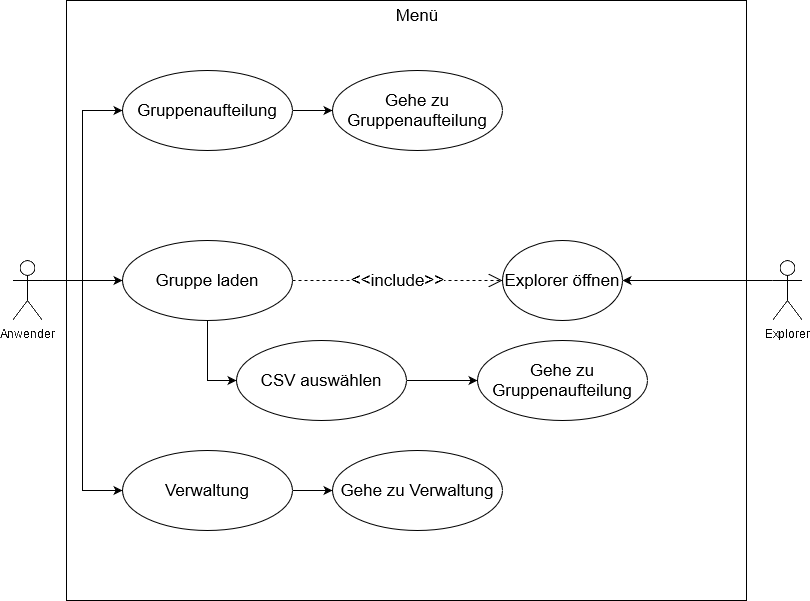 Menü
Gruppenaufteilung
Gehe zu
Gruppenaufteilung
Gruppe laden
<<include>>
Explorer öffnen
Anwender
Explorer
CSV auswählen
Gehe zu
Gruppenaufteilung
Verwaltung
Gehe zu Verwaltung